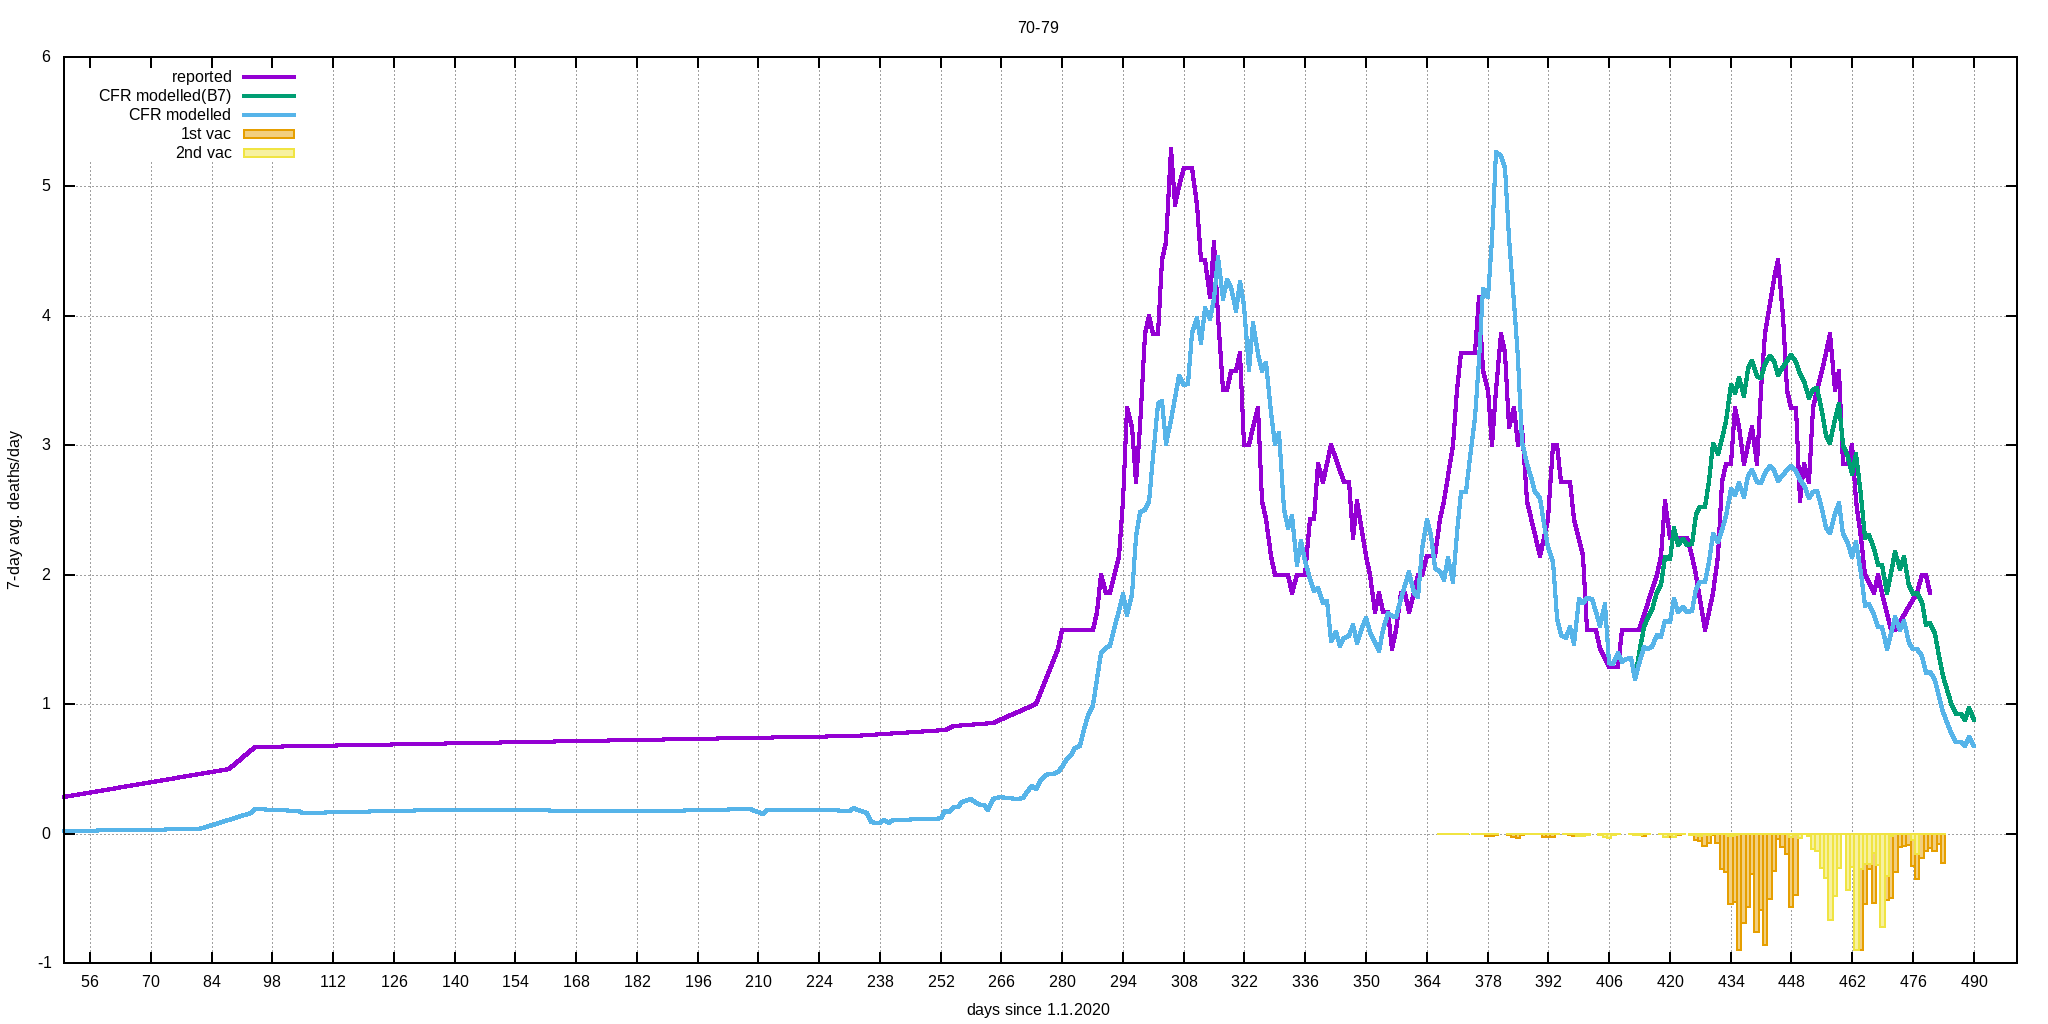 70-79
6
reported
CFR modelled(B7)
CFR modelled
1st vac
2nd vac
5
4
3
7-day avg. deaths/day
2
1
0
-1
56 70 84 98 112 126 140 154 168 182 196 210 224 238 252 266 280 294 308 322 336 350 364 378 392 406 420 434 448 462 476 490
days since 1.1.2020